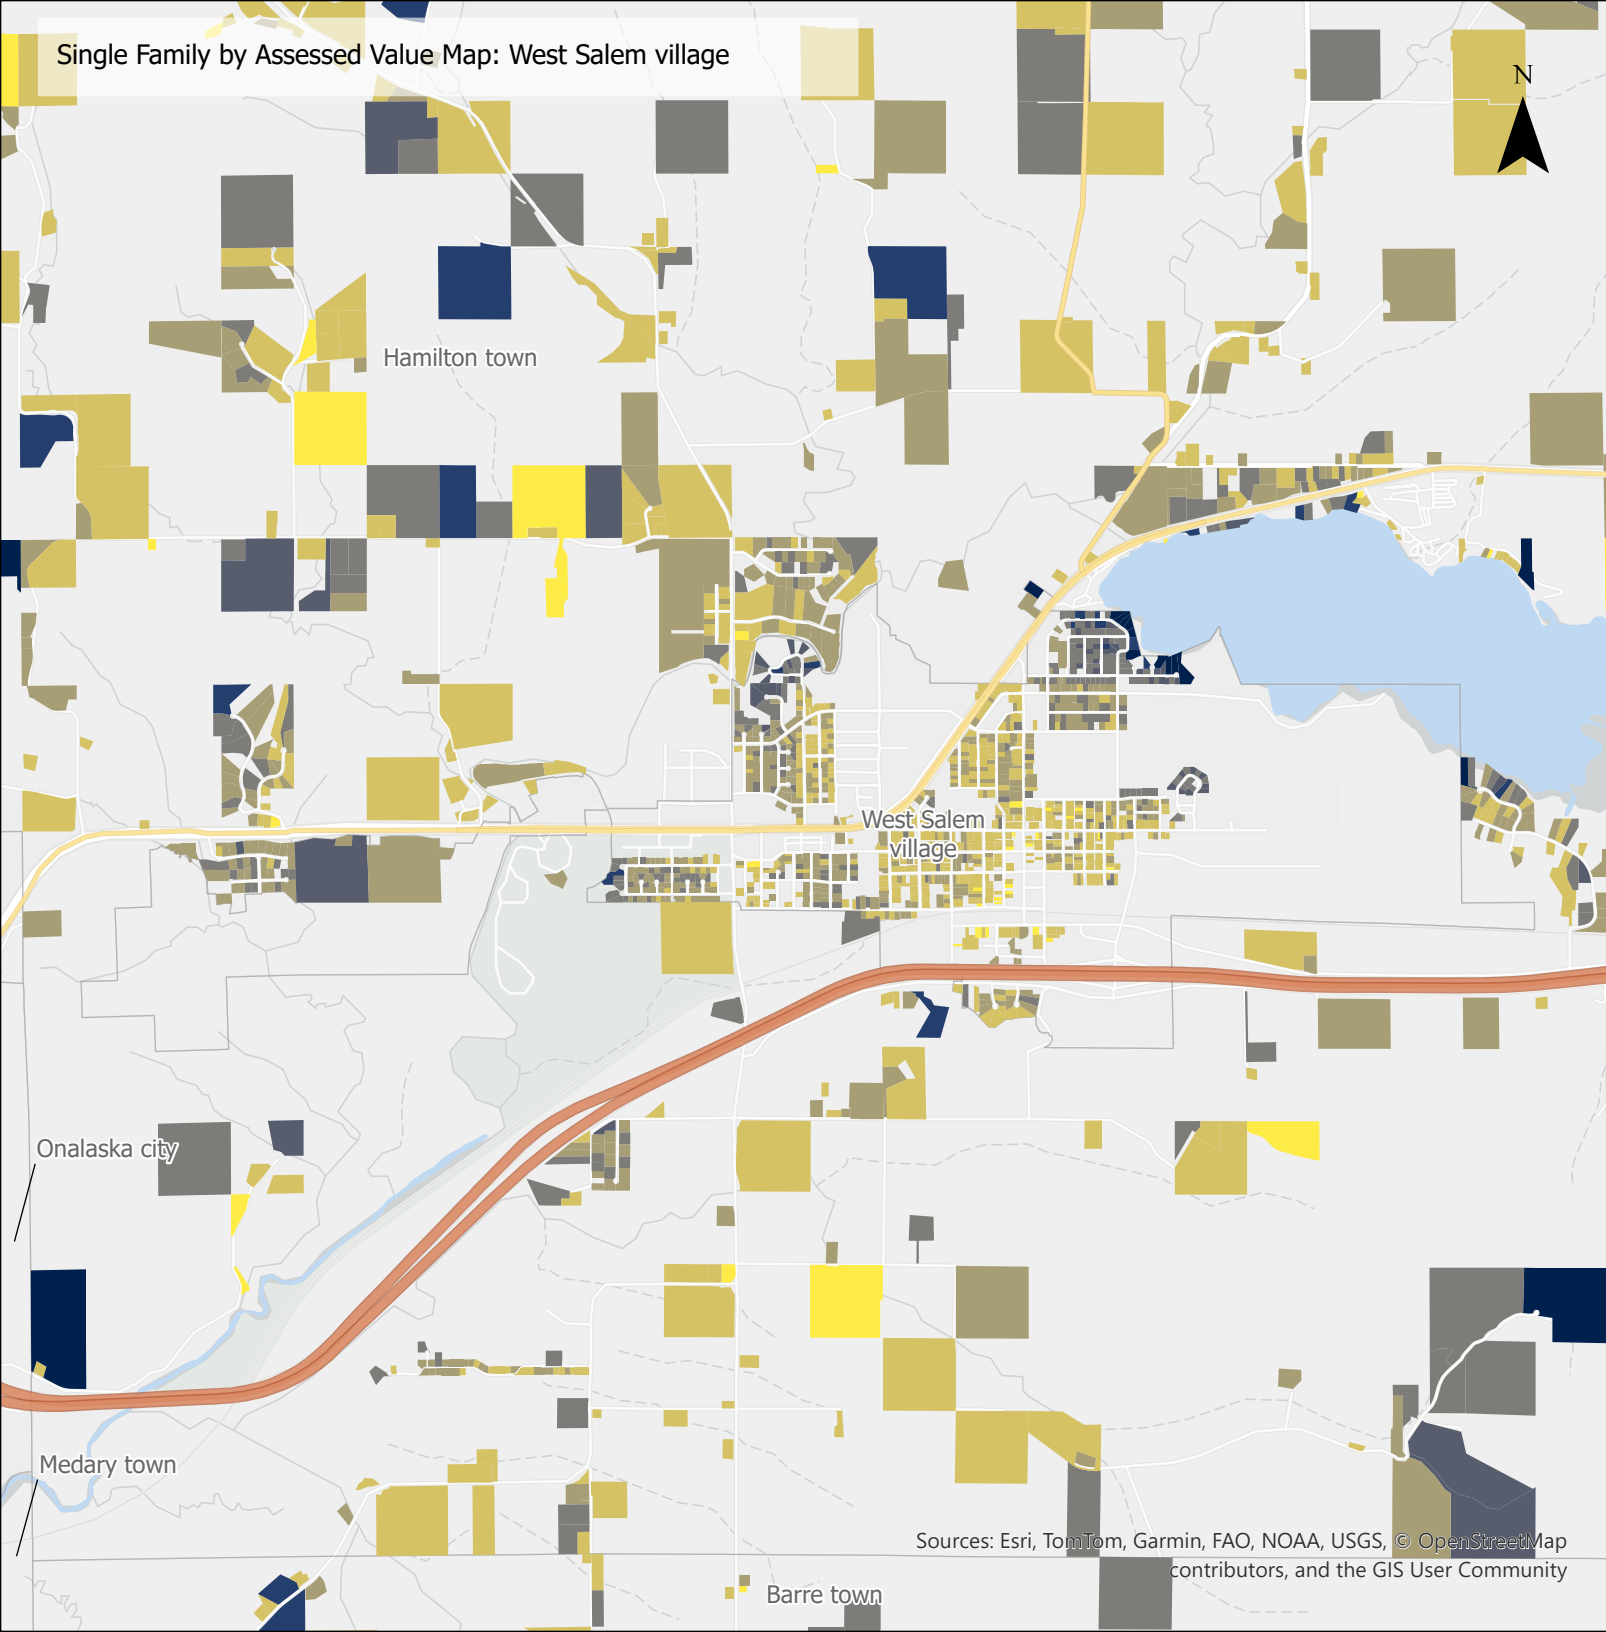 Single Family by Assessed Value Map: West Salem village
N
Hamilton town
West Salem
village
Onalaska city
Medary town
Sources: Esri, TomTom, Garmin, FAO, NOAA, USGS, © OpenStreetMap
contributors, and the GIS User Community
Barre town